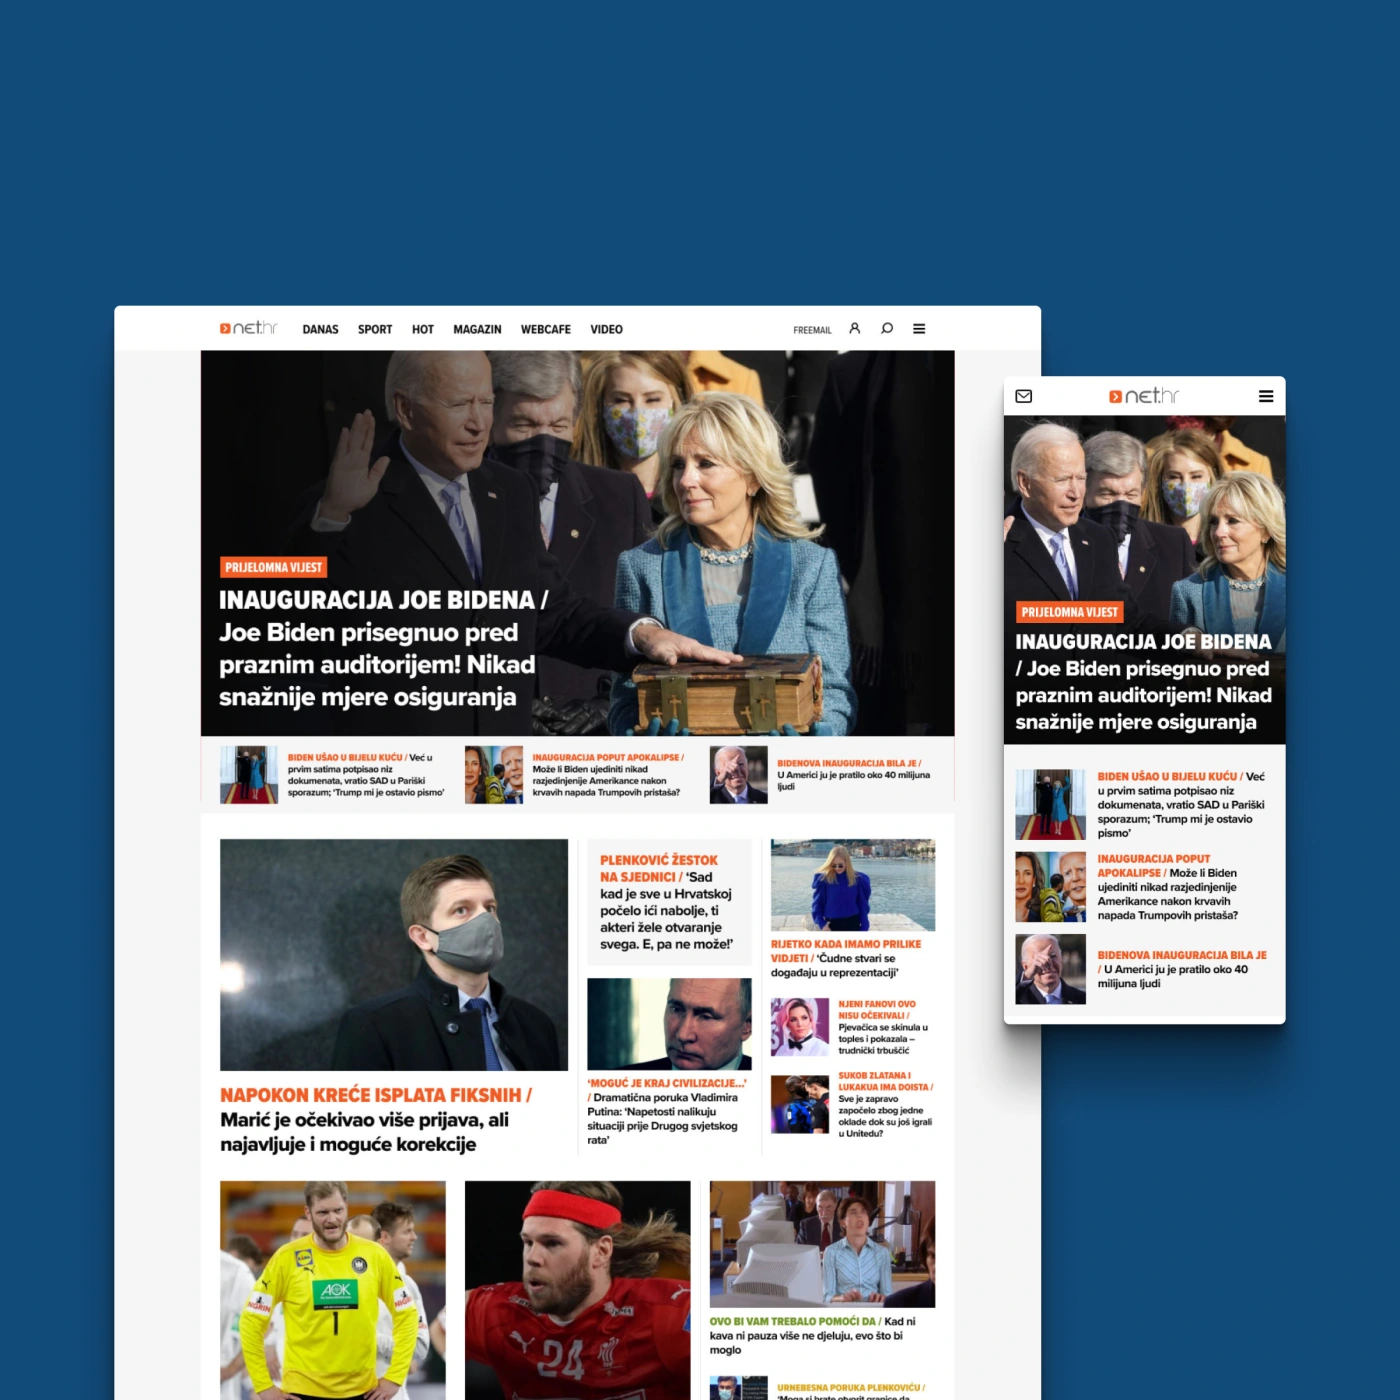 net.hr DANAS SPORT HOT MAGAZIN WEBCAFE VIDEO FREEMAIL
PRIJELOMNA VIJEST
INAUGURACIJA JOE BIDENA /
Joe Biden prisegnuo pred
praznim auditorijem! Nikad
snažnije mjere osiguranja
BIDEN UŠAO U BIJELU KUĆU / Već u
prvim satima potpisao niz
dokumenata, vratio SAD u Pariški
sporazum; ‘Trump mi je ostavio pismo’
INAUGURACIJA POPUT APOKALIPSE /
Može li Biden ujediniti nikad
razjedinjenije Amerikance nakon
krvavih napada Trumpovih pristaša?
BIDENOVA INAUGURACIJA BILA JE /
U Americi ju je pratilo oko 40 milijuna
ljudi
NAPOKON KREĆE ISPLATA FIKSNIH /
Marić je očekivao više prijava, ali
najavljuje i moguće korekcije
PLENKOVIĆ ŽESTOK
NA SJEDNICI / ‘Sad
kad je sve u Hrvatskoj
počelo ići nabolje, ti
akteri žele otvaranje
svega. E, pa ne može!’
‘MOGUĆ JE KRAJ CIVILIZACIJE...’
/ Dramatična poruka Vladimira
Putina: ‘Napetosti nalikuju
situaciji prije Drugog svjetskog
rata’
RIJETKO KADA IMAMO PRILIKE
VIDJETI / ‘Čudne stvari se
događaju u reprezentaciji’
NJENI FANOVI OVO
NISU OČEKIVALI /
Pjevačica se skinula u
toples i pokazala –
trudnički trbuščić
SUKOB ZLATANA I
LUKAKUA IMA DOISTA /
Sve je zapravo
započelo zbog jedne
oklade dok su još igrali
u Unitedu?
AOK
1
24
OVO BI VAM TREBALO POMOĆI DA / Kad ni
kava ni pauza više ne djeluju, evo što bi
moglo
URNEBESNA PORUKA PLENKOVIĆU /
‘Moga si brate otvorit granice da
net.hr
PRIJELOMNA VIJEST
INAUGURACIJA JOE BIDENA
/ Joe Biden prisegnuo pred
praznim auditorijem! Nikad
snažnije mjere osiguranja
BIDEN UŠAO U BIJELU KUĆU / Već
u prvim satima potpisao niz
dokumenata, vratio SAD u Pariški
sporazum; ‘Trump mi je ostavio
pismo’
INAUGURACIJA POPUT
APOKALIPSE / Može li Biden
ujediniti nikad razjedinjenije
Amerikance nakon krvavih
napada Trumpovih pristaša?
BIDENOVA INAUGURACIJA BILA JE
/ U Americi ju je pratilo oko 40
milijuna ljudi